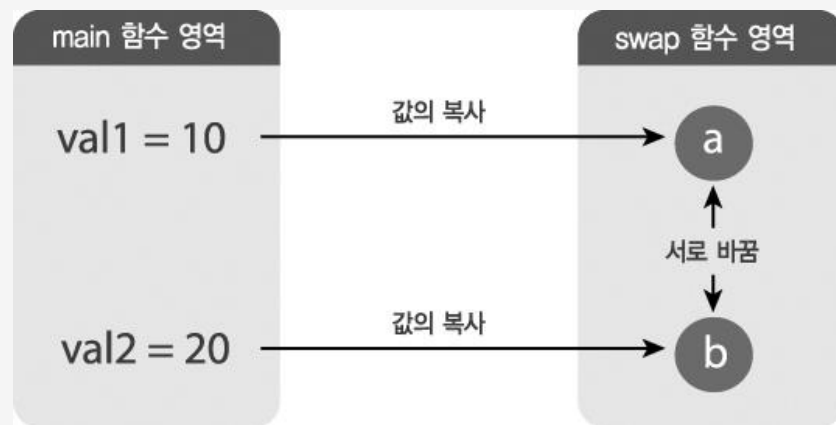 main 함수 영역
swap 함수 영역
val1 = 10
값의 복사
a
서로 바꿈
val2 = 20
값의 복사
b